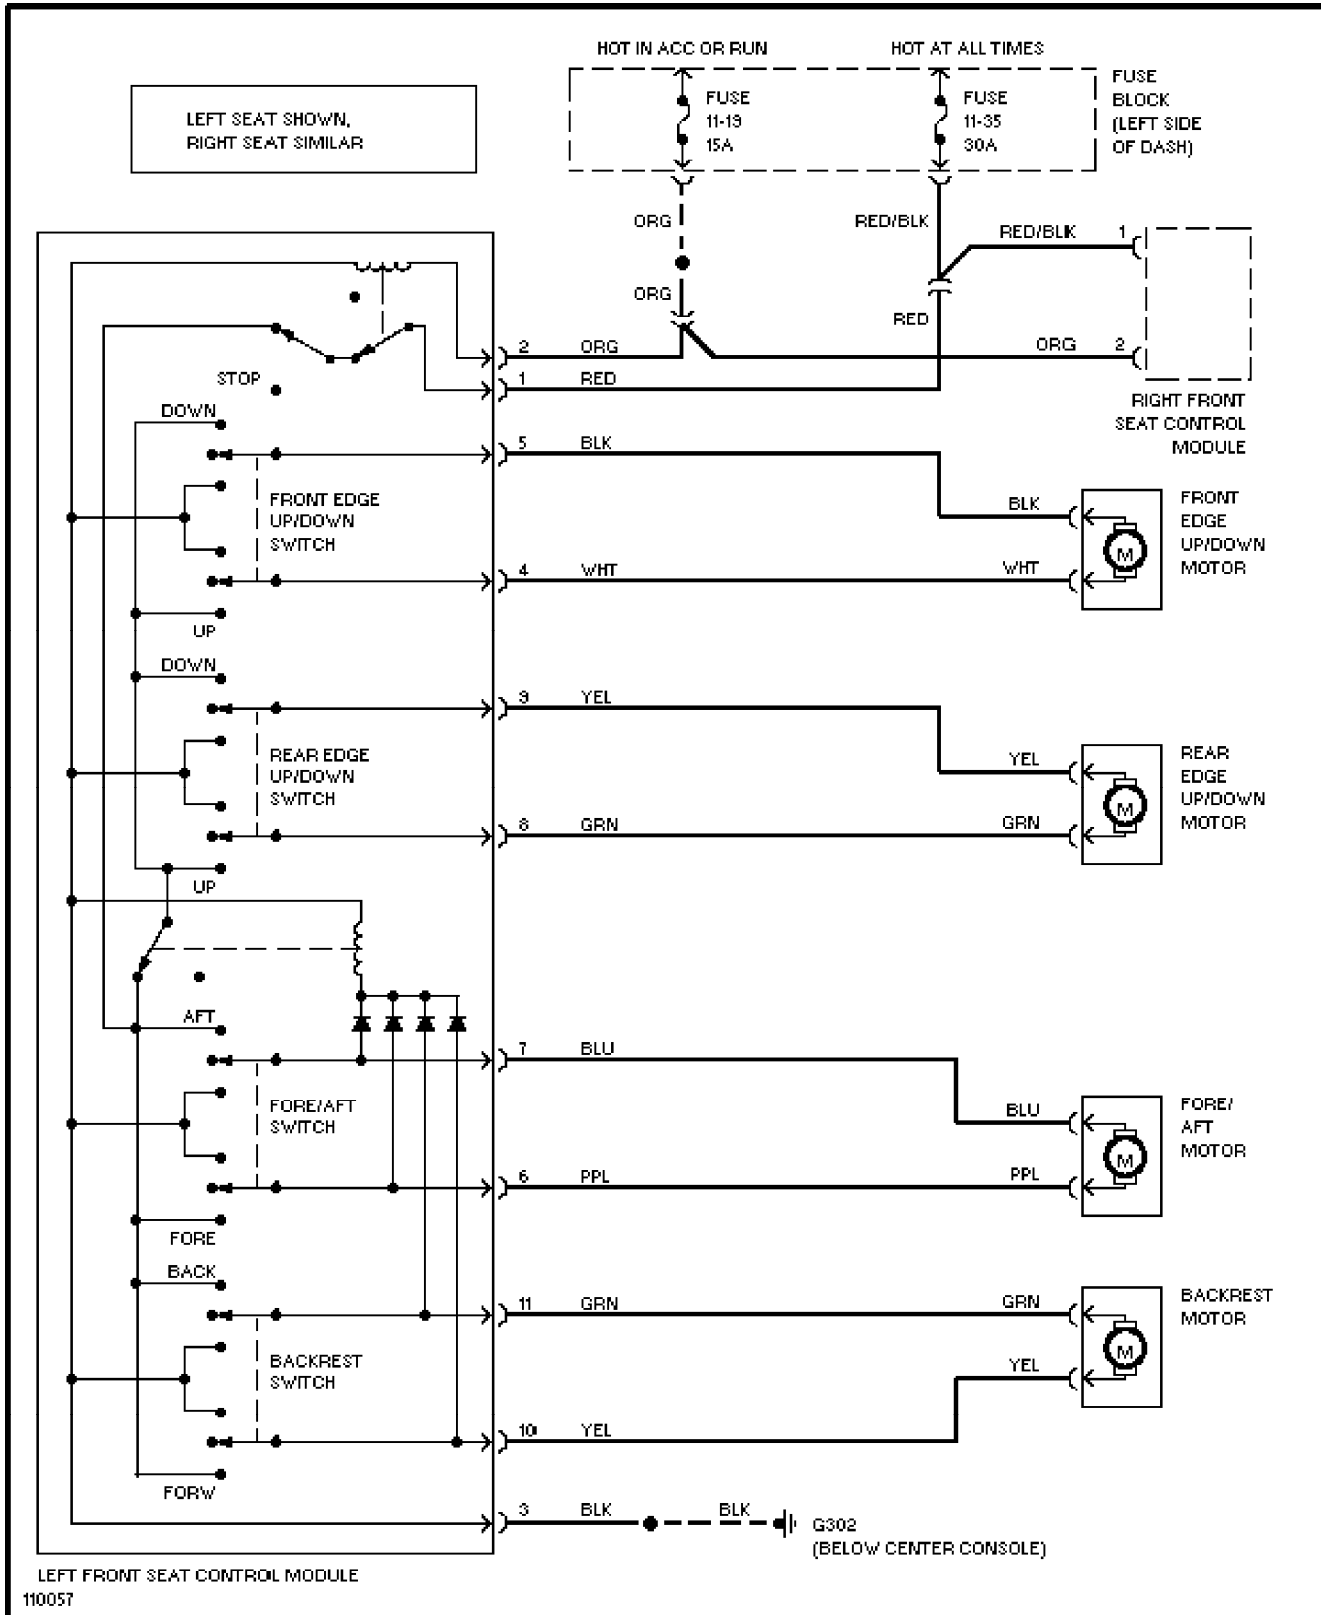 HOT IN ACC OR RUN
HOT AT ALL TIMES
FUSE
11-19
15A
FUSE
11-35
30A
FUSE
BLOCK
(LEFT SIDE
OF DASH)
LEFT SEAT SHOWN,
RIGHT SEAT SIMILAR
ORG
RED/BLK
RED/BLK
1
ORG
RED
2
ORG
ORG
2
1
RED
RIGHT FRONT
SEAT CONTROL
MODULE
STOP
DOWN
5
BLK
FRONT EDGE
UP/DOWN
SWITCH
BLK
FRONT
EDGE
UP/DOWN
MOTOR
M
4
WHT
WHT
UP
DOWN
9
YEL
REAR EDGE
UP/DOWN
SWITCH
YEL
REAR
EDGE
UP/DOWN
MOTOR
M
8
GRN
GRN
UP
AFT
7
BLU
FORE/AFT
SWITCH
BLU
FORE/
AFT
MOTOR
M
6
PPL
PPL
FORE
BACK
11
GRN
GRN
BACKREST
MOTOR
M
BACKREST
SWITCH
YEL
10
YEL
FORW
3
BLK
BLK
G302
(BELOW CENTER CONSOLE)
LEFT FRONT SEAT CONTROL MODULE
110057